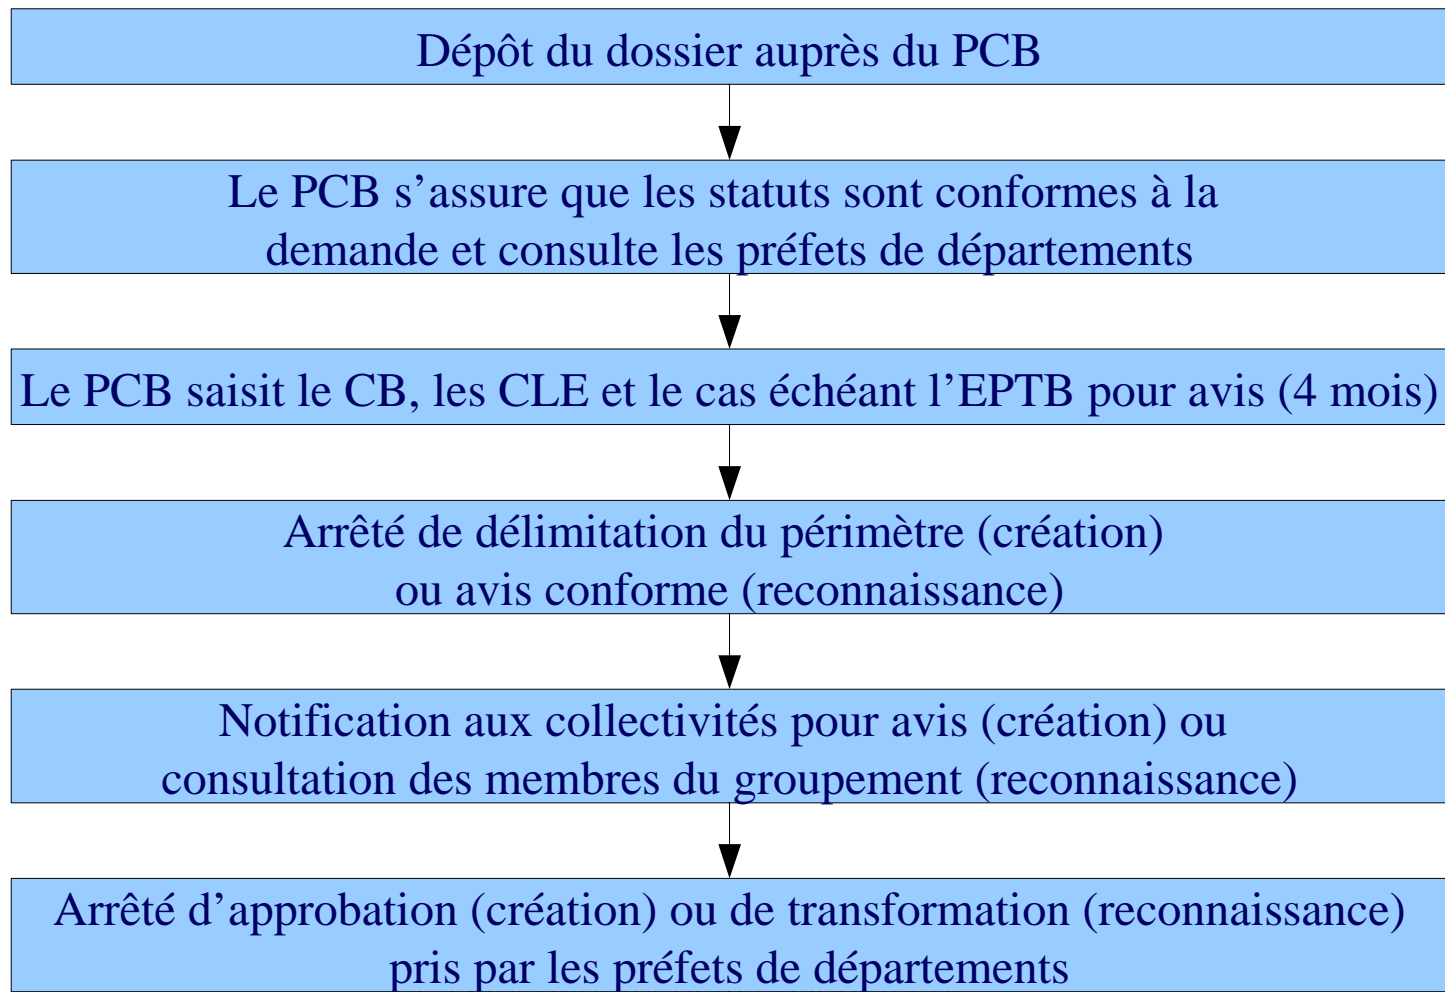 Dépôt du dossier auprès du PCB
Le PCB s’assure que les statuts sont conformes à la
demande et consulte les préfets de départements
Le PCB saisit le CB, les CLE et le cas échéant l’EPTB pour avis (4 mois)
Arrêté de délimitation du périmètre (création)
ou avis conforme (reconnaissance)
Notification aux collectivités pour avis (création) ou
consultation des membres du groupement (reconnaissance)
Arrêté d’approbation (création) ou de transformation (reconnaissance)
pris par les préfets de départements